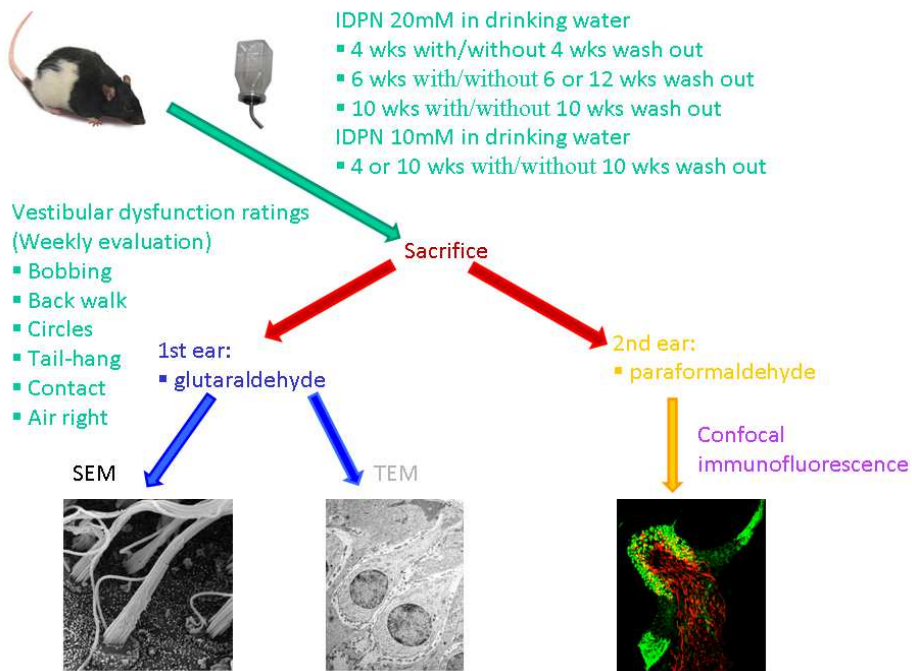 IDPN 20mM in drinking water
▪ 4 wks with/without 4 wks wash out
▪ 6 wks with/without 6 or 12 wks wash out
▪ 10 wks with/without 10 wks wash out
IDPN 10mM in drinking water
▪ 4 or 10 wks with/without 10 wks wash out
Vestibular dysfunction ratings
(Weekly evaluation)
▪ Bobbing
▪ Back walk
▪ Circles
▪ Tail-hang
▪ Contact
▪ Air right
Sacrifice
1st ear:
▪ glutaraldehyde
2nd ear:
▪ paraformaldehyde
SEM
TEM
Confocal
immunofluorescence